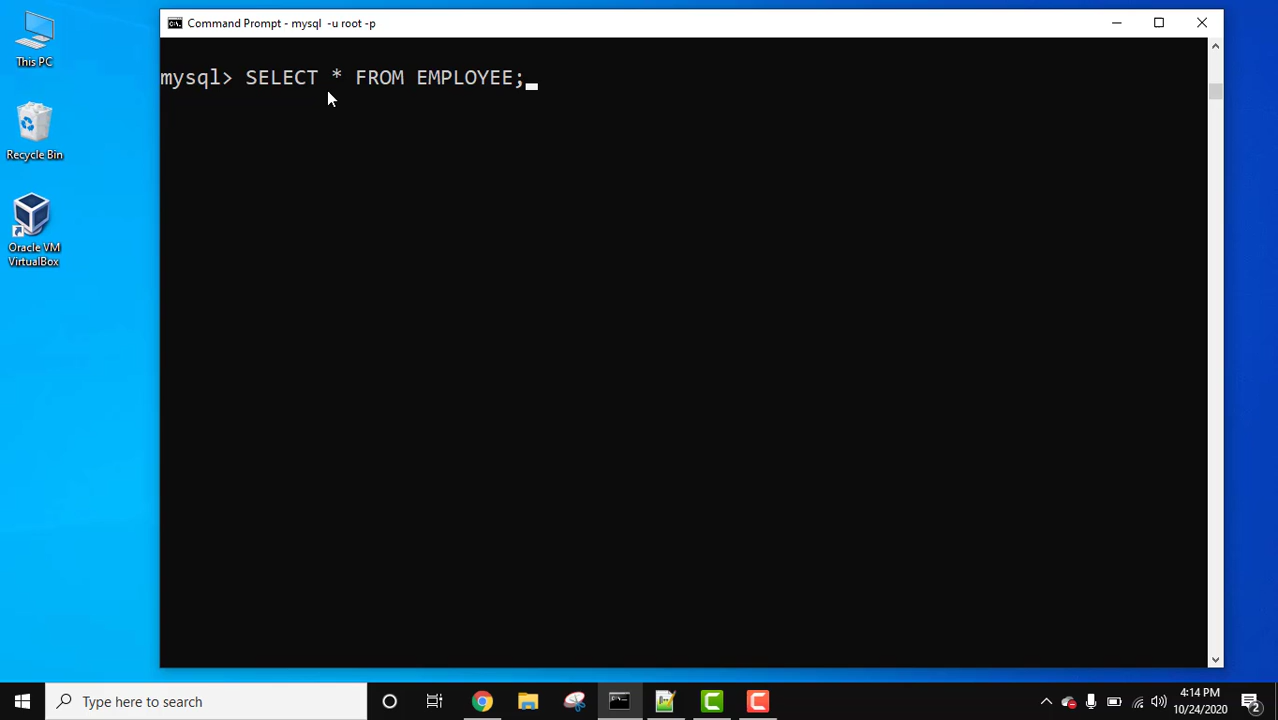 This PC
Recycle Bin
Oracle VM
VirtualBox
Command Prompt - mysql  -u root -p
mysql> SELECT * FROM EMPLOYEE;
Type here to search
4:14 PM
10/24/2020
2